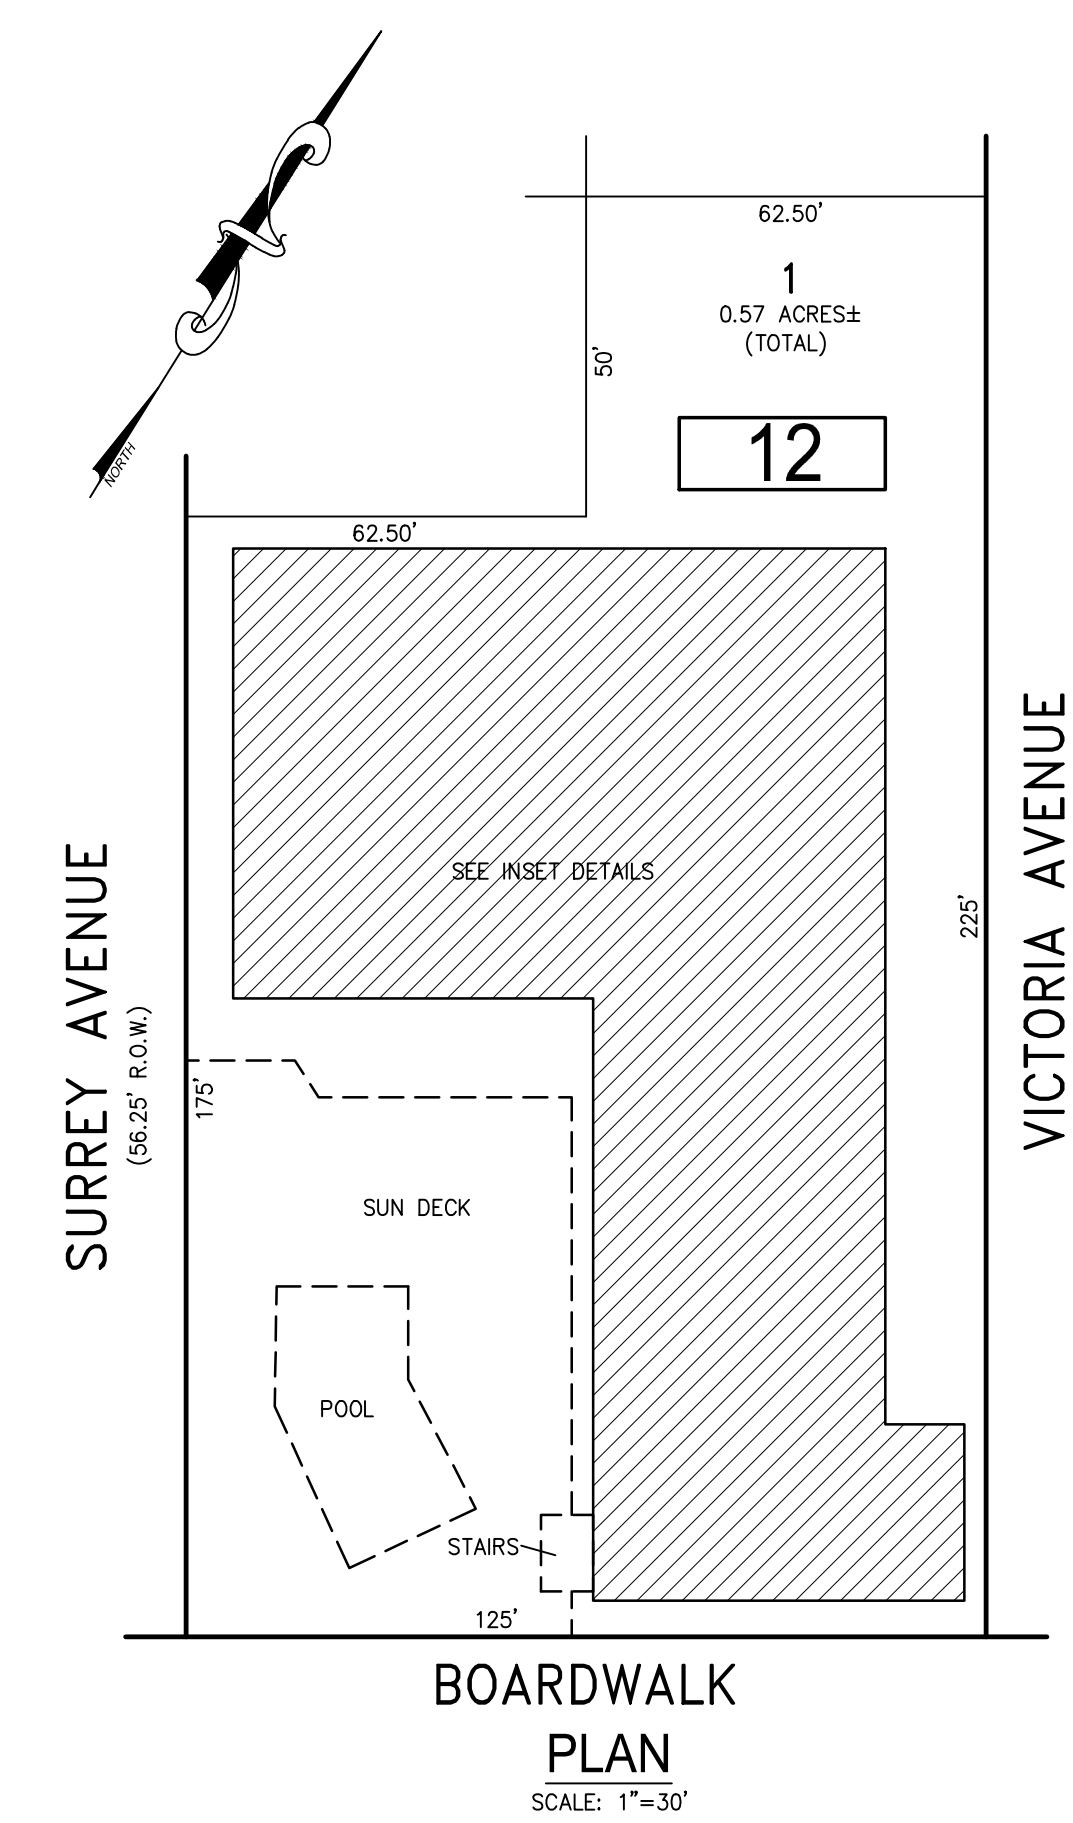 NORTH
62.50'
1
0.57 ACRES±
(TOTAL)
50'
12
62.50'
SEE INSET DETAILS
225'
VICTORIA AVENUE
SURREY AVENUE
(56.25' R.O.W.)
175'
SUN DECK
POOL
STAIRS
125'
BOARDWALK
PLAN
SCALE: 1"=30'